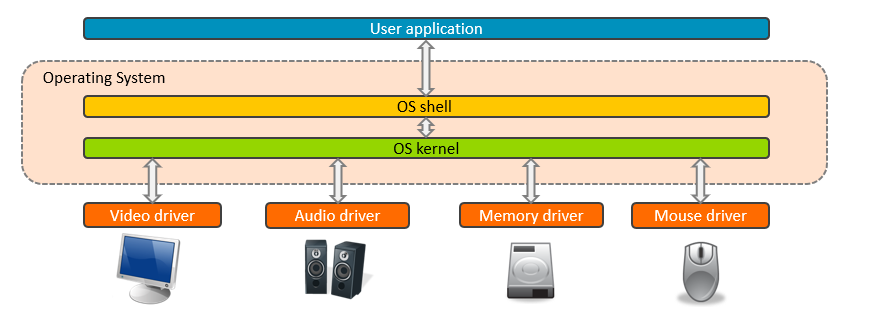 User application
Operating System
OS shell
OS kernel
Video driver
Audio driver
Memory driver
Mouse driver